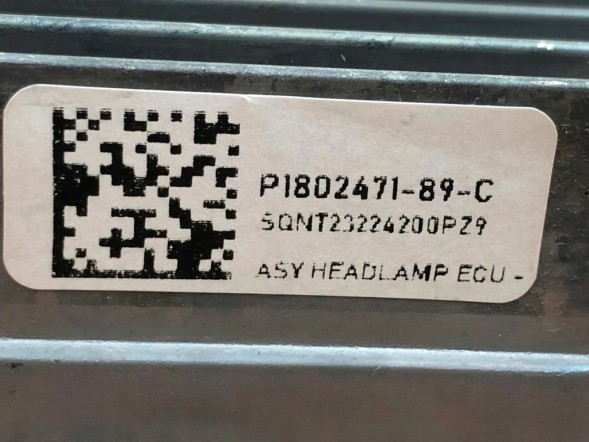 P1802471-89-C
SQNT23224200PZ9
ASY HEADLAMP ECU -